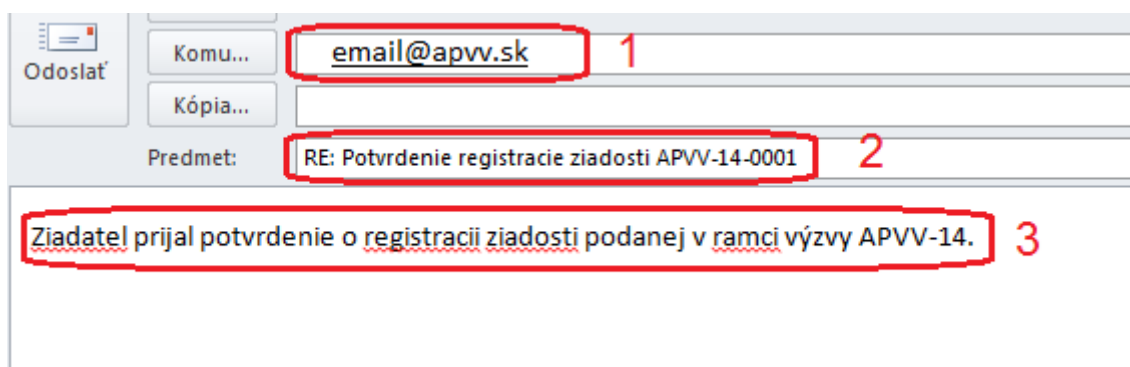 Odoslať
Komu... email@apvv.sk 1
Kópia...
Predmet: RE: Potvrdenie registracie ziadosti APVV-14-0001 2
Ziadatel prijal potvrdenie o registracii ziadosti podanej v ramci výzvy APVV-14. 3